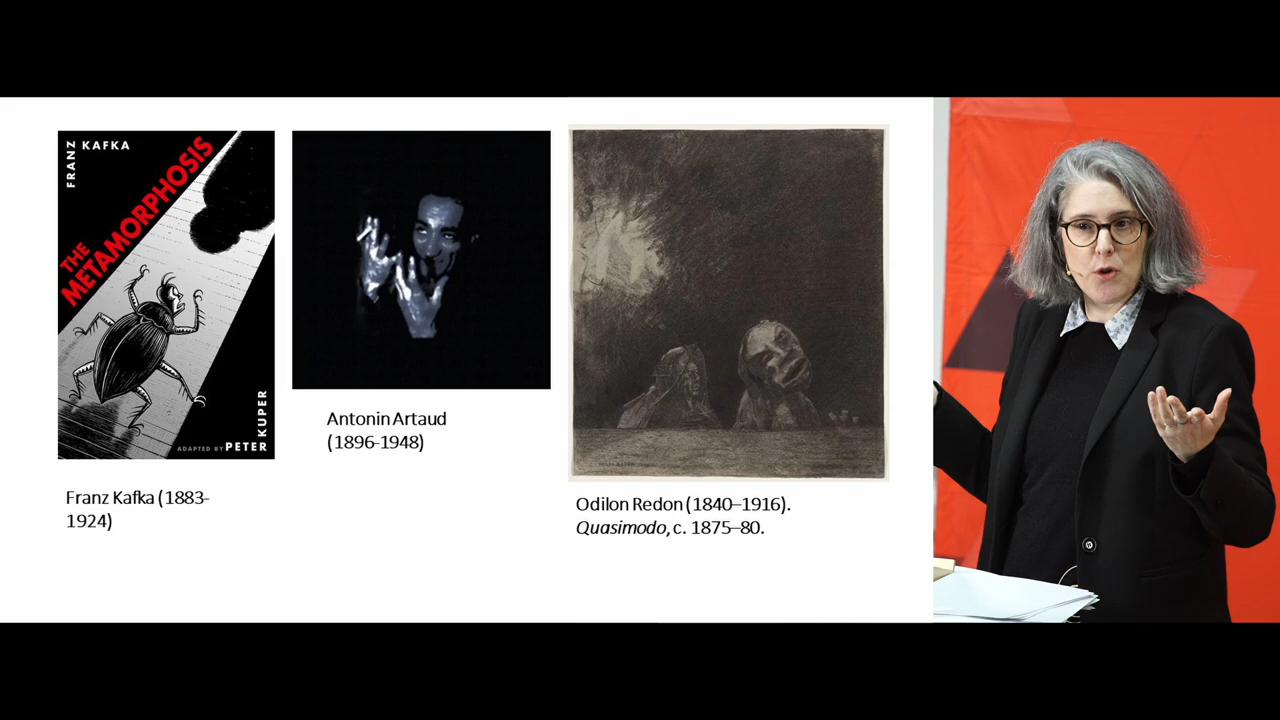 FRANZ KAFKA
THE
METAMORPHOSIS
ADAPTED BY PETER KUPER
Franz Kafka (1883-
1924)
Antonin Artaud
(1896-1948)
Odilon Redon (1840–1916).
Quasimodo, c. 1875–80.